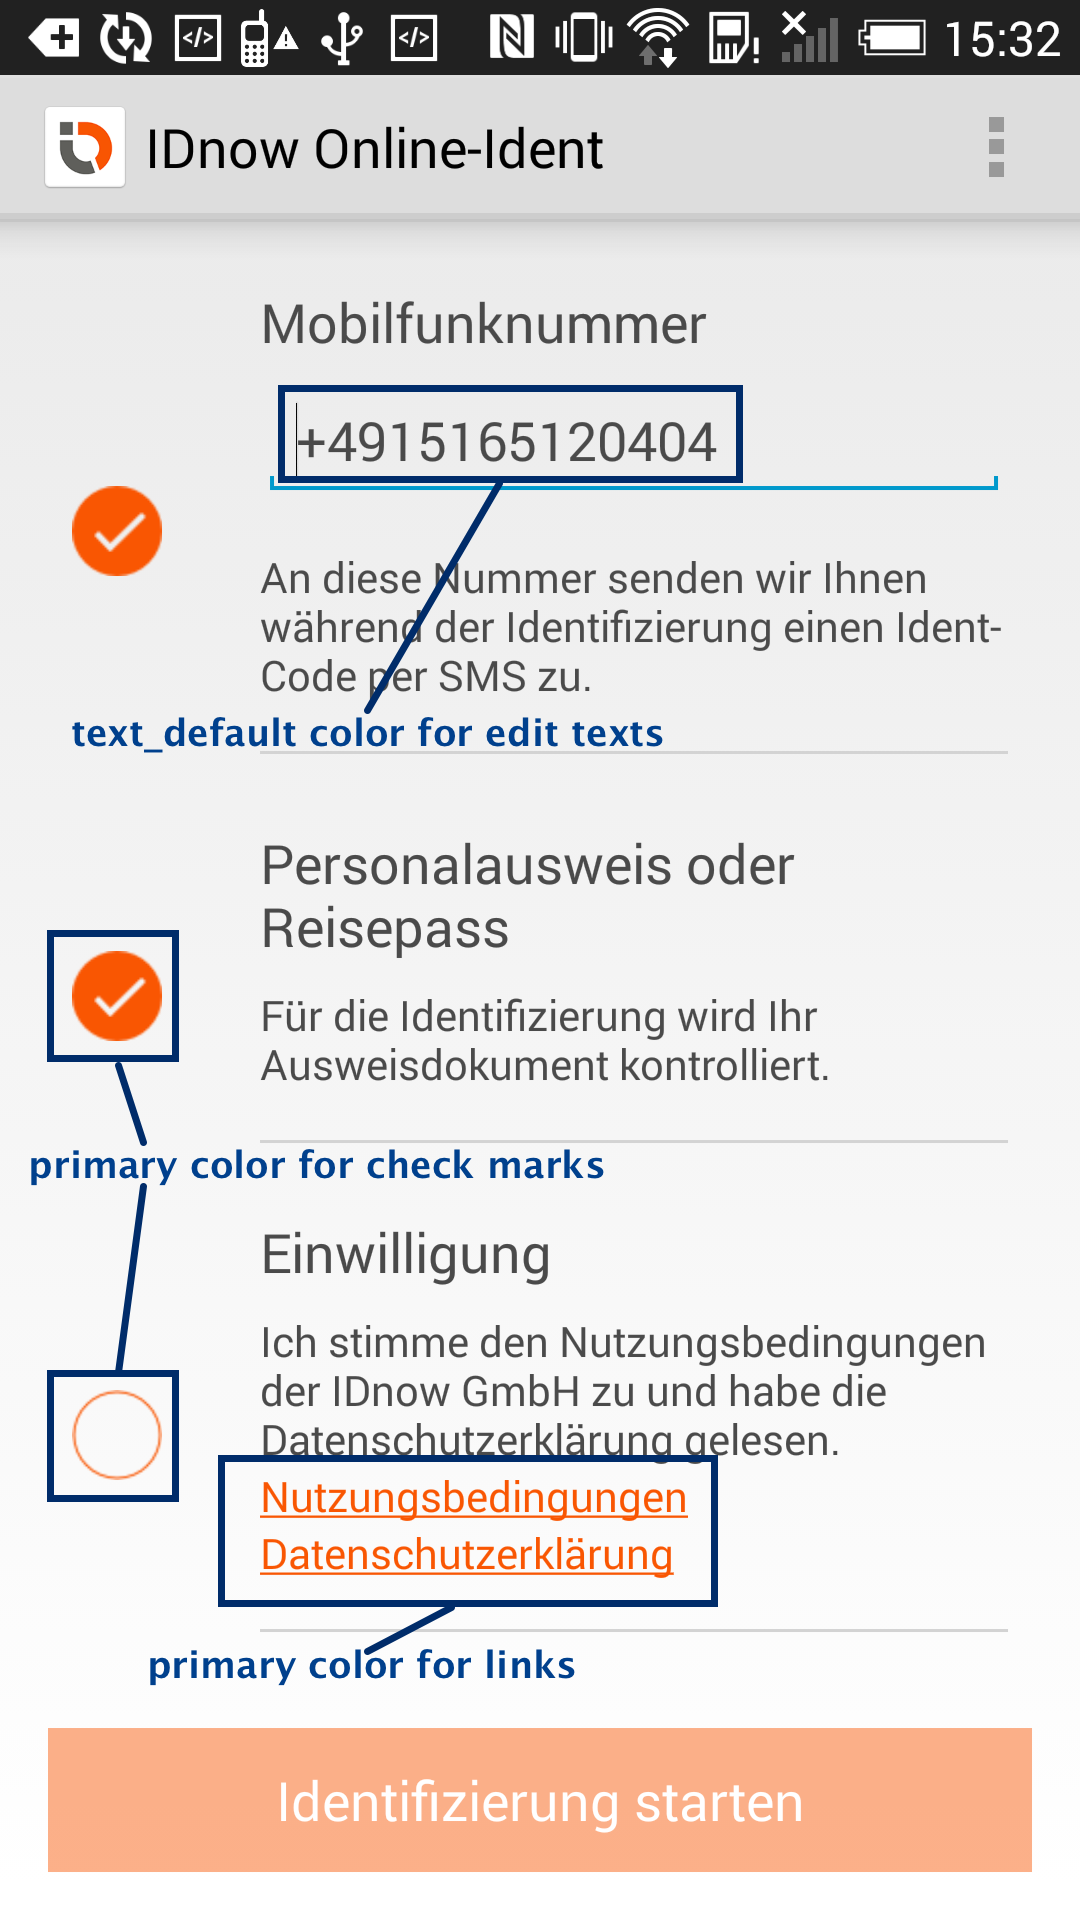 15:32
IDnow Online-Ident
Mobilfunknummer
+4915165120404
An diese Nummer senden wir Ihnen
während der Identifizierung einen Ident-
Code per SMS zu.
text_default color for edit texts
Personalausweis oder
Reisepass
Für die Identifizierung wird Ihr
Ausweisdokument kontrolliert.
primary color for check marks
Einwilligung
Ich stimme den Nutzungsbedingungen
der IDnow GmbH zu und habe die
Datenschutzerklärung gelesen.
Nutzungsbedingungen
Datenschutzerklärung
primary color for links
Identifizierung starten